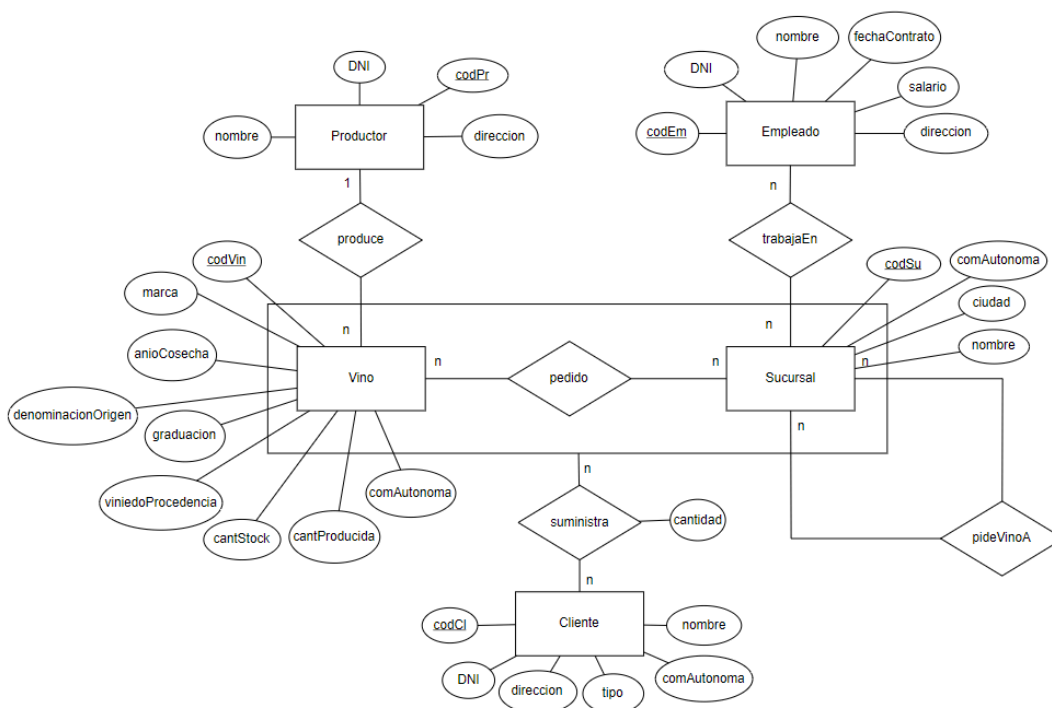 nombre
fechaContrato
DNI
DNI
codPr
salario
nombre
Productor
direccion
codEm
Empleado
direccion
1
n
produce
trabajaEn
codVin
codSu
comAutonoma
marca
ciudad
n
n
nombre
anioCosecha
Vino
n
pedido
n
Sucursal
n
denominacionOrigen
graduacion
n
viniedoProcedencia
comAutonoma
n
cantStock
cantProducida
suministra
cantidad
pideVinoA
n
codCl
Cliente
nombre
DNI
direccion
tipo
comAutonoma